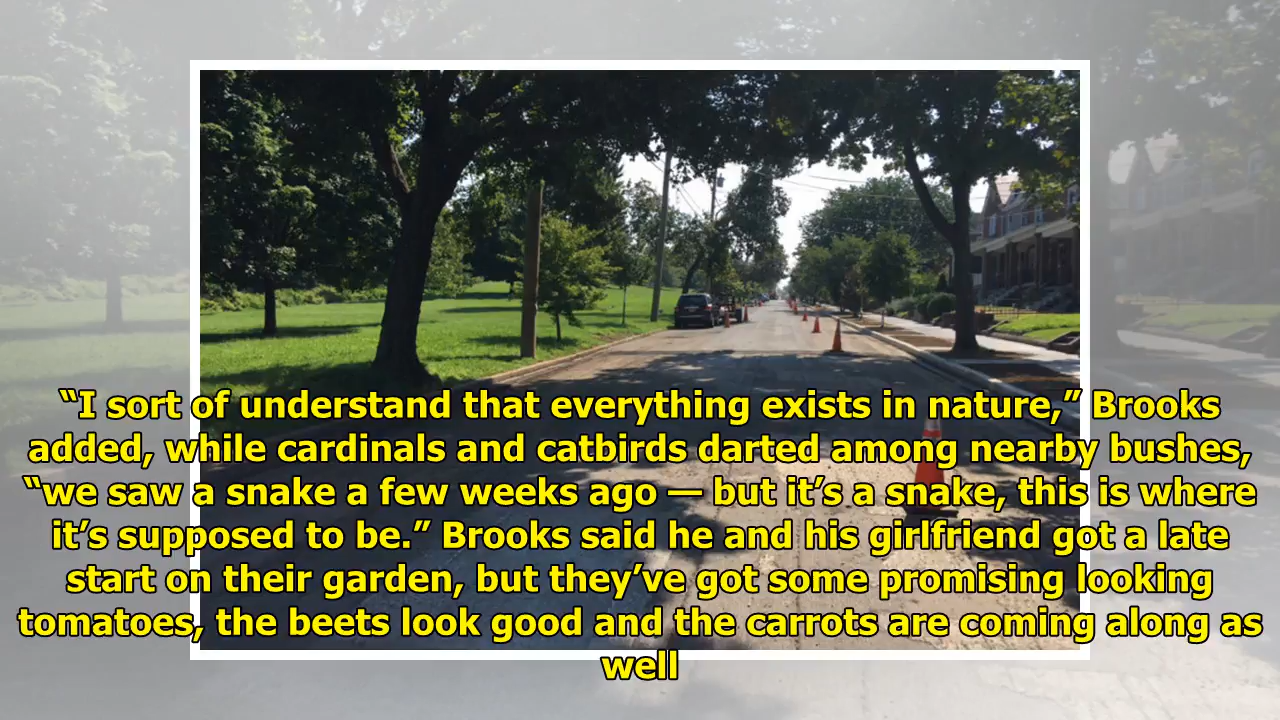 “I sort of understand that everything exists in nature,” Brooks
added, while cardinals and catbirds darted among nearby bushes,
“we saw a snake a few weeks ago — but it’s a snake, this is where
it’s supposed to be.” Brooks said he and his girlfriend got a late
start on their garden, but they’ve got some promising looking
tomatoes, the beets look good and the carrots are coming along as
well